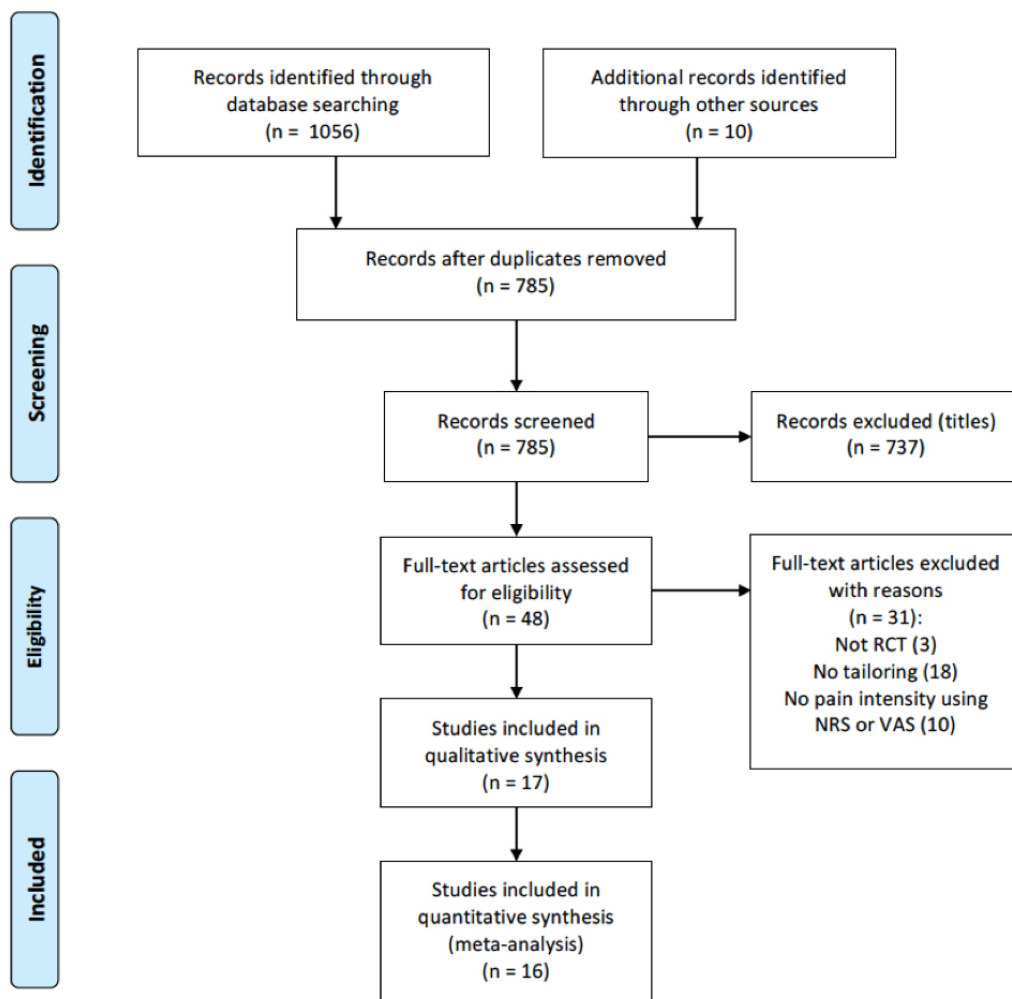 Identification
Records identified through
database searching
(n =  1056)
Additional records identified
through other sources
(n = 10)
Records after duplicates removed
(n = 785)
Screening
Records screened
(n = 785)
Records excluded (titles)
(n = 737)
Eligibility
Full-text articles assessed
for eligibility
(n = 48)
Full-text articles excluded
with reasons
(n = 31):
Not RCT (3)
No tailoring (18)
No pain intensity using
NRS or VAS (10)
Studies included in
qualitative synthesis
(n = 17)
Included
Studies included in
quantitative synthesis
(meta-analysis)
(n = 16)